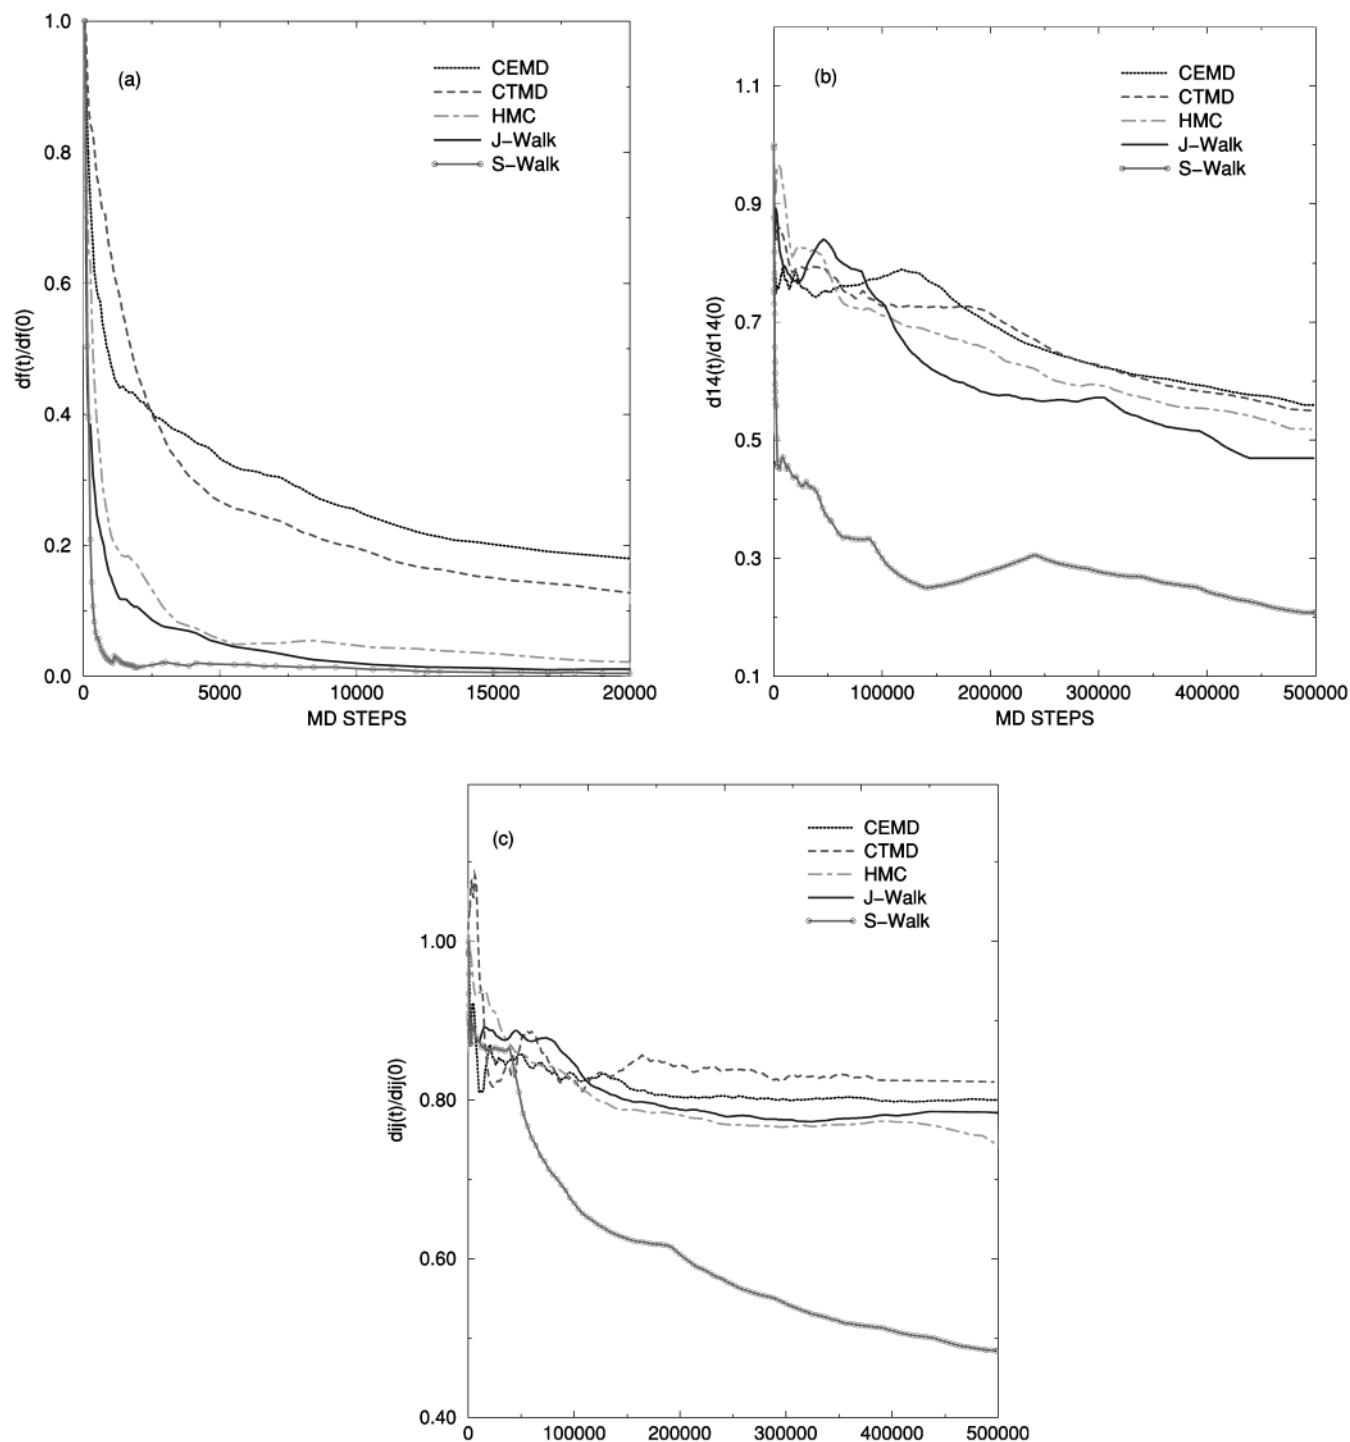 (a)
CEMD
CTMD
HMC
J-Walk
S-Walk
1.0
0.8
0.6
0.4
0.2
0.0
df(t)/df(0)
0 5000 10000 15000 20000
MD STEPS
(b)
CEMD
CTMD
HMC
J-Walk
S-Walk
1.1
0.9
0.7
0.5
0.3
0.1
d14(t)/d14(0)
0 100000 200000 300000 400000 500000
MD STEPS
(c)
CEMD
CTMD
HMC
J-Walk
S-Walk
1.00
0.80
0.60
0.40
dij(t)/dij(0)
0 100000 200000 300000 400000 500000